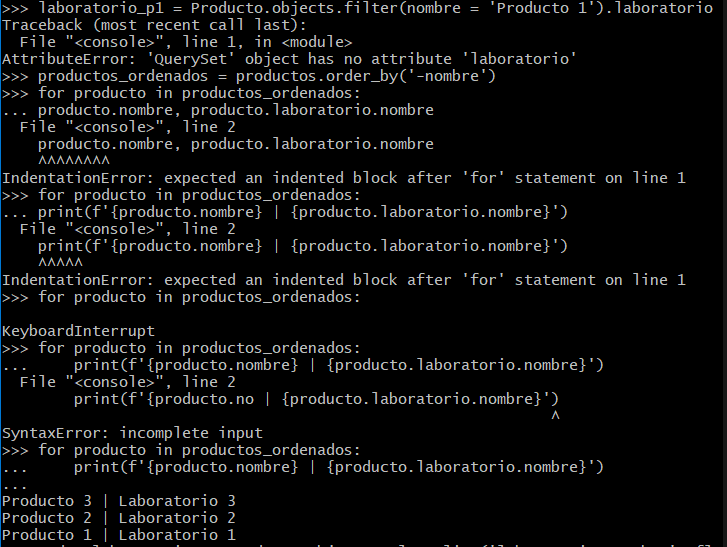 >>> laboratorio_p1 = Producto.objects.filter(nombre = 'Producto 1').laboratorio
Traceback (most recent call last):
  File "<console>", line 1, in <module>
AttributeError: 'QuerySet' object has no attribute 'laboratorio'
>>> productos_ordenados = productos.order_by('-nombre')
>>> for producto in productos_ordenados:
... producto.nombre, producto.laboratorio.nombre
  File "<console>", line 2
    producto.nombre, producto.laboratorio.nombre
    ^^^^^^^^
IndentationError: expected an indented block after 'for' statement on line 1
>>> for producto in productos_ordenados:
... print(f'{producto.nombre} | {producto.laboratorio.nombre}')
  File "<console>", line 2
    print(f'{producto.nombre} | {producto.laboratorio.nombre}')
    ^^^^^
IndentationError: expected an indented block after 'for' statement on line 1
>>> for producto in productos_ordenados:

KeyboardInterrupt
>>> for producto in productos_ordenados:
...     print(f'{producto.nombre} | {producto.laboratorio.nombre}')
  File "<console>", line 2
        print(f'{producto.no | {producto.laboratorio.nombre}')
                                                             ^
SyntaxError: incomplete input
>>> for producto in productos_ordenados:
...     print(f'{producto.nombre} | {producto.laboratorio.nombre}')
...
Producto 3 | Laboratorio 3
Producto 2 | Laboratorio 2
Producto 1 | Laboratorio 1